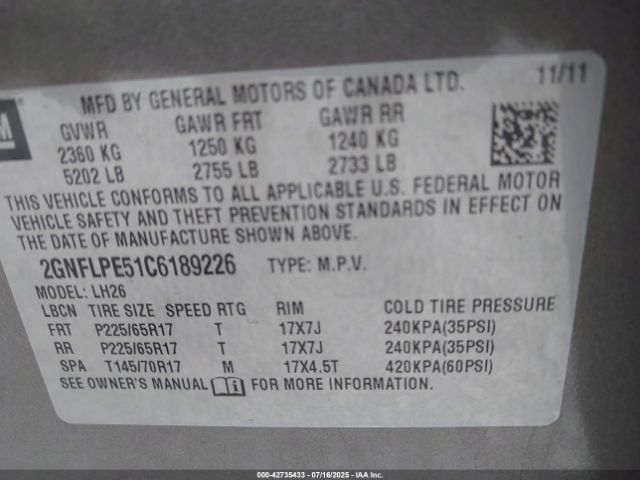 MFD BY GENERAL MOTORS OF CANADA LTD. 11/11
GM
GVWR GAWR FRT GAWR RR
2360 KG 1250 KG 1240 KG
5202 LB 2755 LB 2733 LB
THIS VEHICLE CONFORMS TO ALL APPLICABLE U.S. FEDERAL MOTOR
VEHICLE SAFETY AND THEFT PREVENTION STANDARDS IN EFFECT ON
THE DATE OF MANUFACTURE SHOWN ABOVE.
2GNFLPE51C6189226 TYPE: M.P.V.
MODEL: LH26
LBCN TIRE SIZE SPEED RTG RIM COLD TIRE PRESSURE
FRT P225/65R17 T 17X7J 240KPA(35PSI)
RR P225/65R17 T 17X7J 240KPA(35PSI)
SPA T145/70R17 M 17X4.5T 420KPA(60PSI)
SEE OWNER'S MANUAL FOR MORE INFORMATION.
000-42735433 - 07/16/2025 - IAAI.com